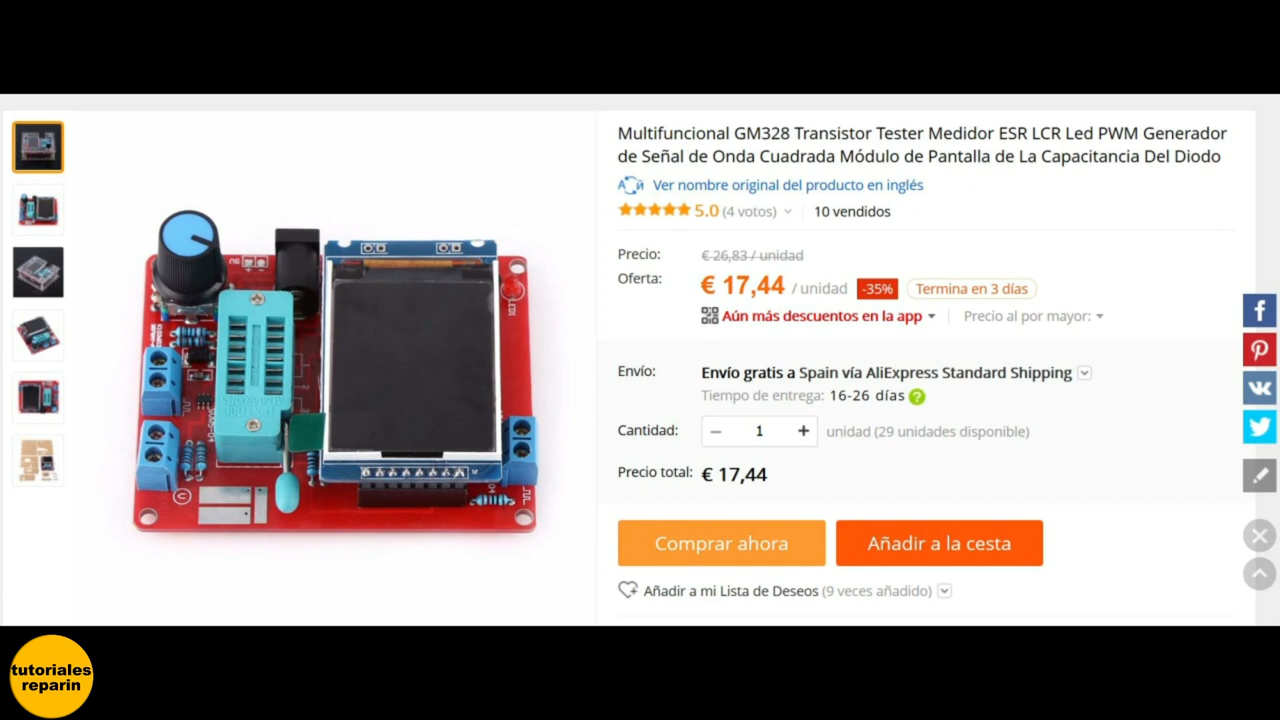 Multifuncional GM328 Transistor Tester Medidor ESR LCR Led PWM Generador
de Señal de Onda Cuadrada Módulo de Pantalla de La Capacitancia Del Diodo
Ver nombre original del producto en inglés
5.0 (4 votos) 10 vendidos
Precio: € 26,83 / unidad
Oferta: € 17,44 / unidad -35% Termina en 3 días
Aún más descuentos en la app Precio al por mayor:
Envío: Envío gratis a Spain vía AliExpress Standard Shipping
Tiempo de entrega: 16-26 días ?
Cantidad: − 1 + unidad (29 unidades disponible)
Precio total: € 17,44
Comprar ahora Añadir a la cesta
Añadir a mi Lista de Deseos (9 veces añadido)
tutoriales
reparin